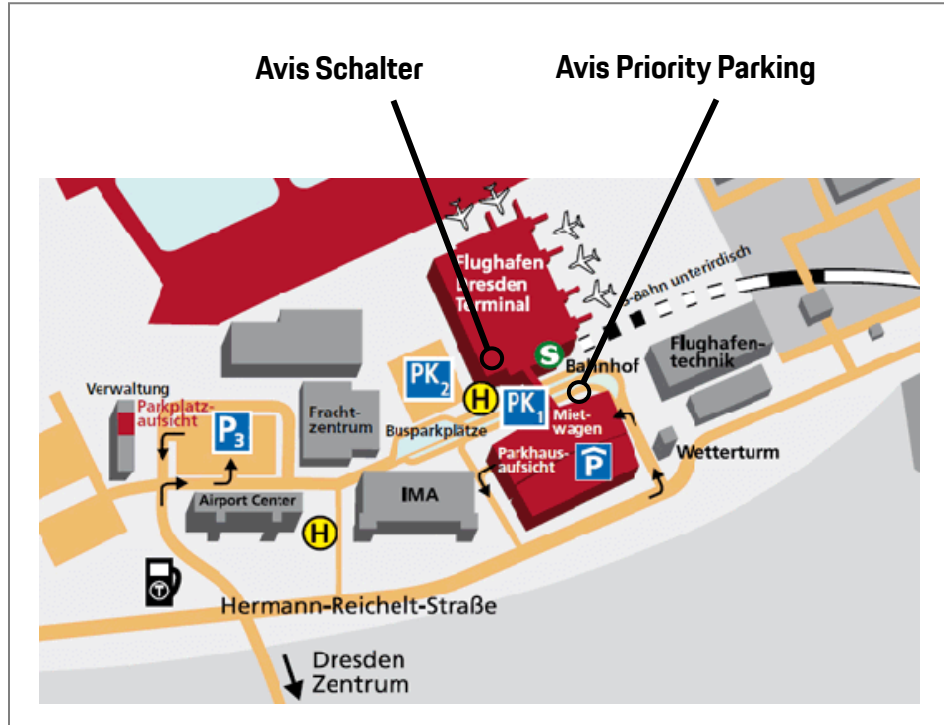 Avis Schalter
Avis Priority Parking
Flughafen
Dresden
Terminal
S-Bahn unterirdisch
Flughafen-
technik
S
Bahnhof
PK2
H
PK1
Miet-
wagen
Verwaltung
Parkplatz-
aufsicht
P3
Fracht-
zentrum
Busparkplätze
Parkhaus-
aufsicht
P
Wetterturm
IMA
Airport Center
H
T
Hermann-Reichelt-Straße
Dresden
Zentrum